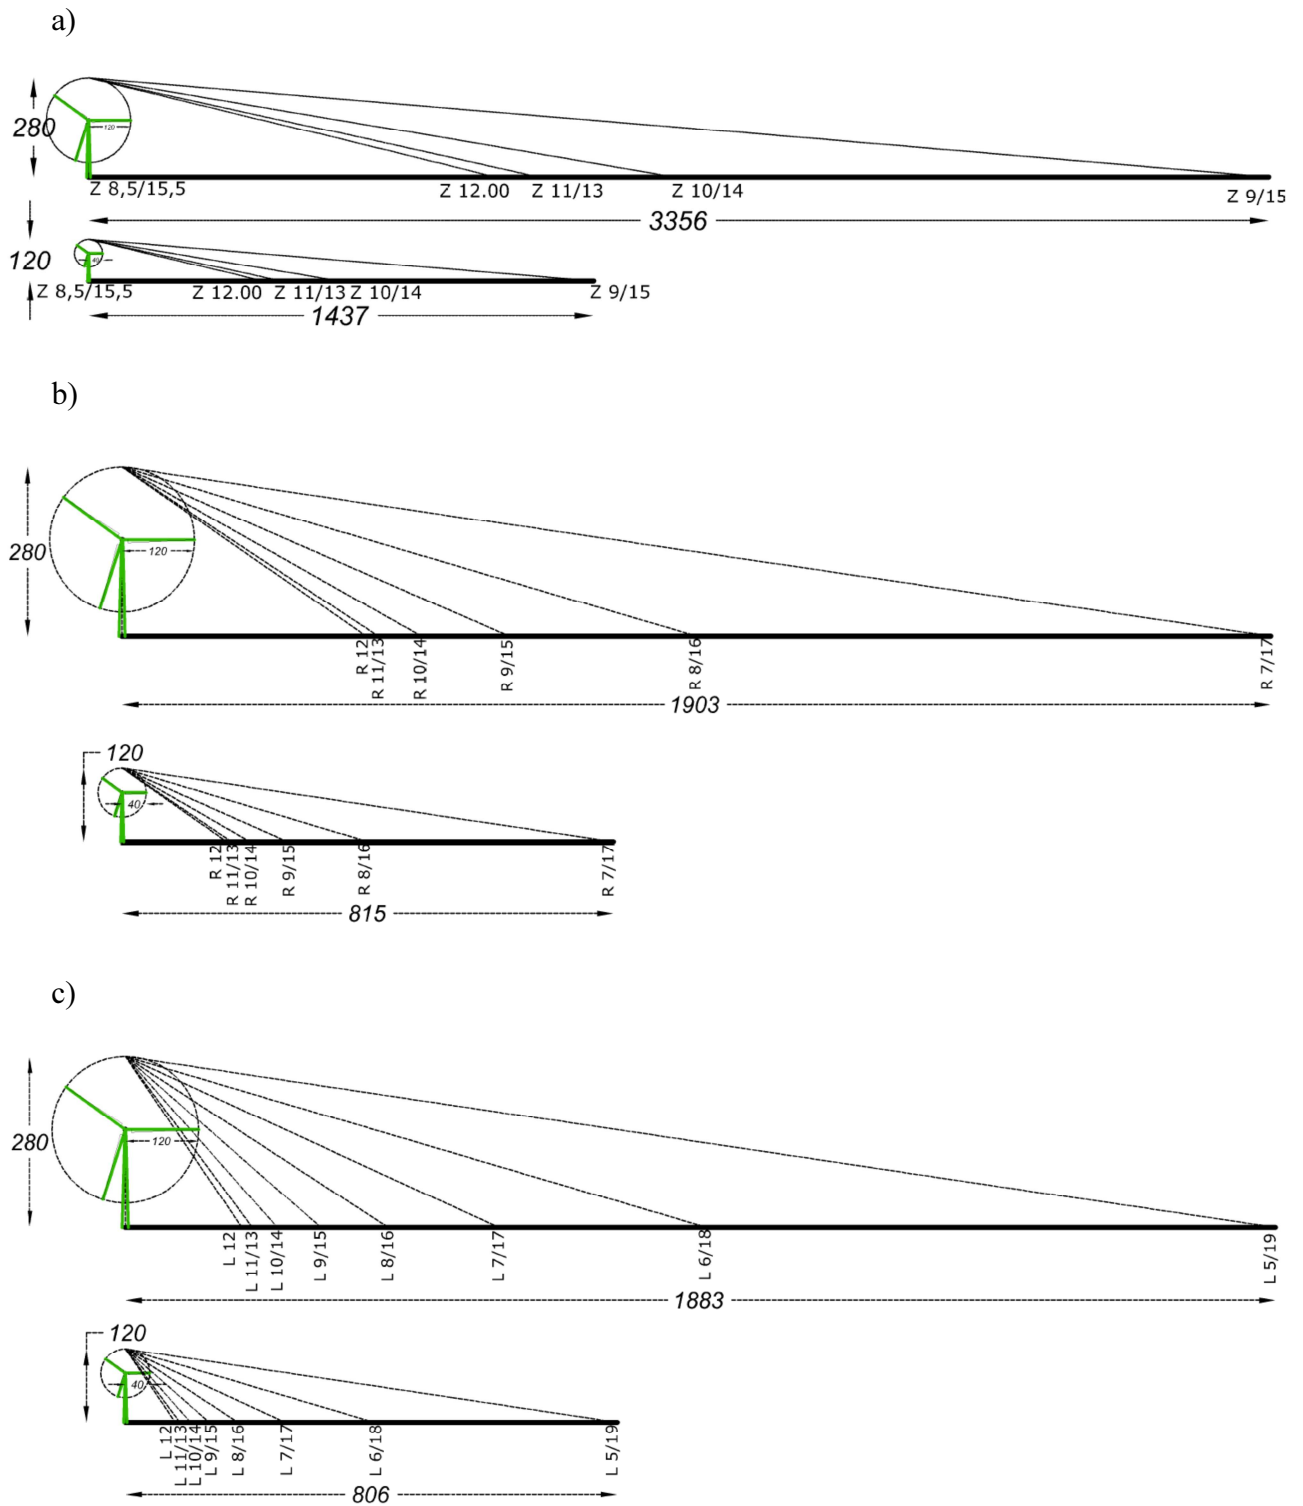 a)
280
120
Z 8,5/15,5
Z 12.00
Z 11/13
Z 10/14
Z 9/15
3356
120
40
Z 8,5/15,5
Z 12.00
Z 11/13
Z 10/14
Z 9/15
1437
b)
280
120
R 12
R 11/13
R 10/14
R 9/15
R 8/16
R 7/17
1903
120
40
R 12
R 11/13
R 10/14
R 9/15
R 8/16
R 7/17
815
c)
280
120
L 12
L 11/13
L 10/14
L 9/15
L 8/16
L 7/17
L 6/18
L 5/19
1883
120
40
L 12
L 11/13
L 10/14
L 9/15
L 8/16
L 7/17
L 6/18
L 5/19
806